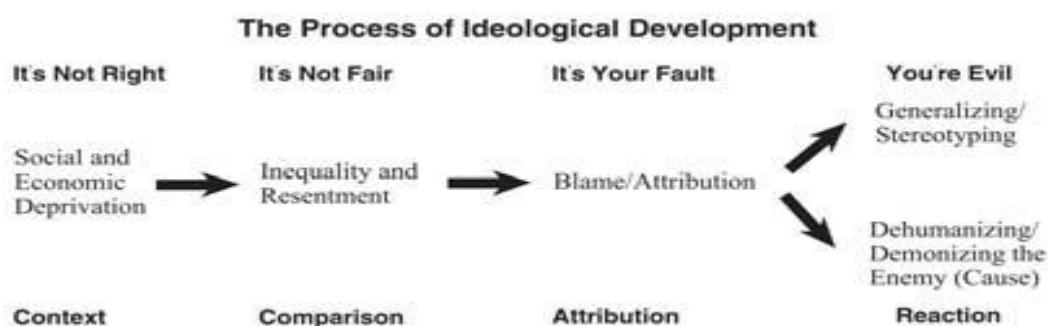 The Process of Ideological Development
It's Not Right
It's Not Fair
It's Your Fault
You're Evil
Social and
Economic
Deprivation
Inequality and
Resentment
Blame/Attribution
Generalizing/
Stereotyping
Dehumanizing/
Demonizing the
Enemy (Cause)
Context
Comparison
Attribution
Reaction